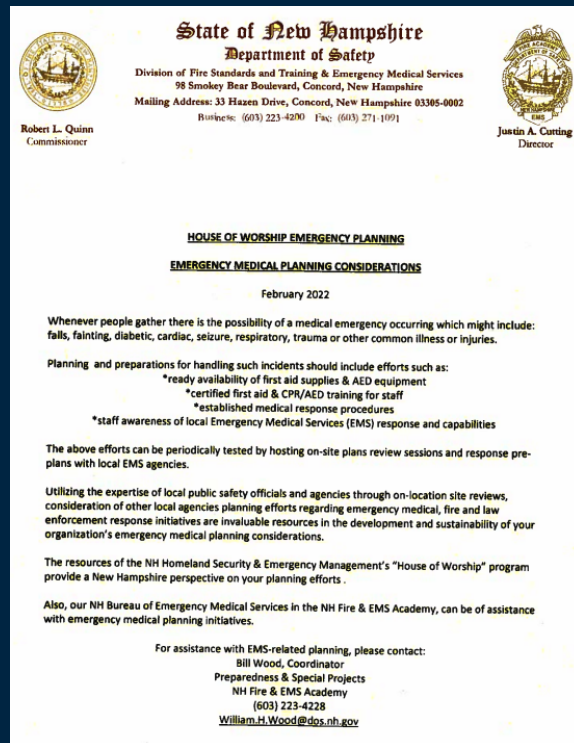 State of New Hampshire
Department of Safety
Division of Fire Standards and Training & Emergency Medical Services
98 Smokey Bear Boulevard, Concord, New Hampshire
Mailing Address: 33 Hazen Drive, Concord, New Hampshire 03305-0002
Business: (603) 223-4200 Fax: (603) 271-1091
Robert L. Quinn
Commissioner
Justin A. Cutting
Director
HOUSE OF WORSHIP EMERGENCY PLANNING
EMERGENCY MEDICAL PLANNING CONSIDERATIONS
February 2022
Whenever people gather there is the possibility of a medical emergency occurring which might include:
falls, fainting, diabetic, cardiac, seizure, respiratory, trauma or other common illness or injuries.
Planning and preparations for handling such incidents should include efforts such as:
*ready availability of first aid supplies & AED equipment
*certified first aid & CPR/AED training for staff
*established medical response procedures
*staff awareness of local Emergency Medical Services (EMS) response and capabilities
The above efforts can be periodically tested by hosting on-site plans review sessions and response pre-
plans with local EMS agencies.
Utilizing the expertise of local public safety officials and agencies through on-location site reviews,
consideration of other local agencies planning efforts regarding emergency medical, fire and law
enforcement response initiatives are invaluable resources in the development and sustainability of your
organization's emergency medical planning considerations.
The resources of the NH Homeland Security & Emergency Management's "House of Worship" program
provide a New Hampshire perspective on your planning efforts .
Also, our NH Bureau of Emergency Medical Services in the NH Fire & EMS Academy, can be of assistance
with emergency medical planning initiatives.
For assistance with EMS-related planning, please contact:
Bill Wood, Coordinator
Preparedness & Special Projects
NH Fire & EMS Academy
(603) 223-4228
William.H.Wood@dos.nh.gov